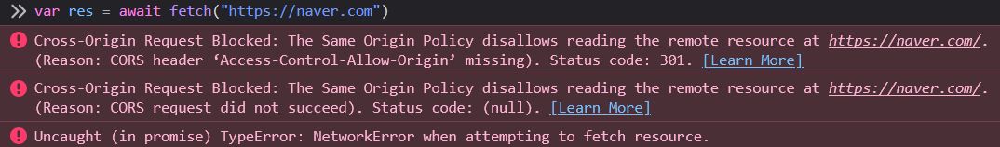 >> var res = await fetch("https://naver.com")
Cross-Origin Request Blocked: The Same Origin Policy disallows reading the remote resource at https://naver.com/.
(Reason: CORS header ‘Access-Control-Allow-Origin’ missing). Status code: 301. [Learn More]
Cross-Origin Request Blocked: The Same Origin Policy disallows reading the remote resource at https://naver.com/.
(Reason: CORS request did not succeed). Status code: (null). [Learn More]
Uncaught (in promise) TypeError: NetworkError when attempting to fetch resource.